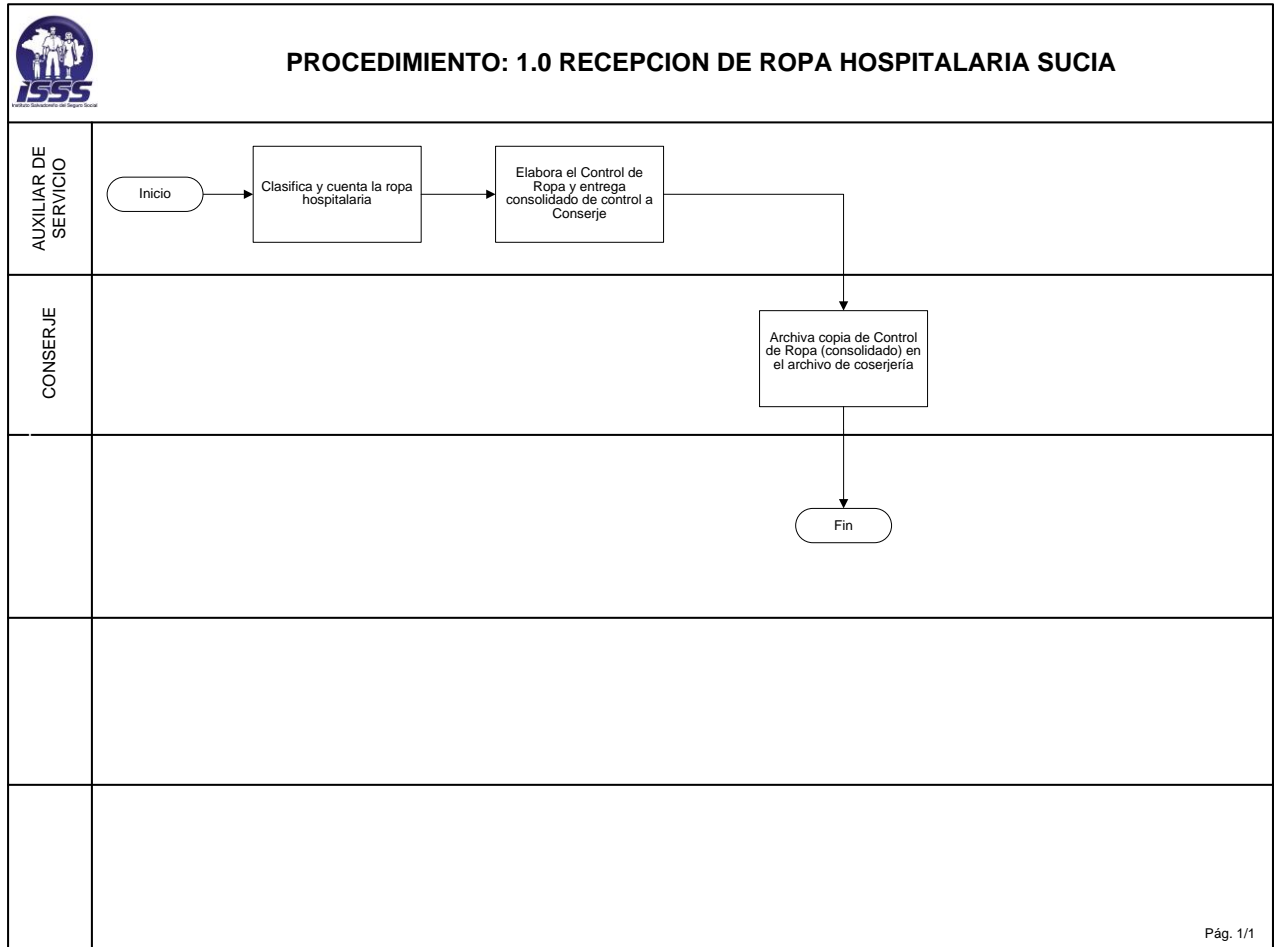 ISSS
Instituto Salvadoreño del Seguro Social
PROCEDIMIENTO: 1.0 RECEPCION DE ROPA HOSPITALARIA SUCIA
AUXILIAR DE
SERVICIO
Inicio
Clasifica y cuenta la ropa
hospitalaria
Elabora el Control de
Ropa y entrega
consolidado de control a
Conserje
CONSERJE
Archiva copia de Control
de Ropa (consolidado) en
el archivo de coserjería
Fin
Pág. 1/1